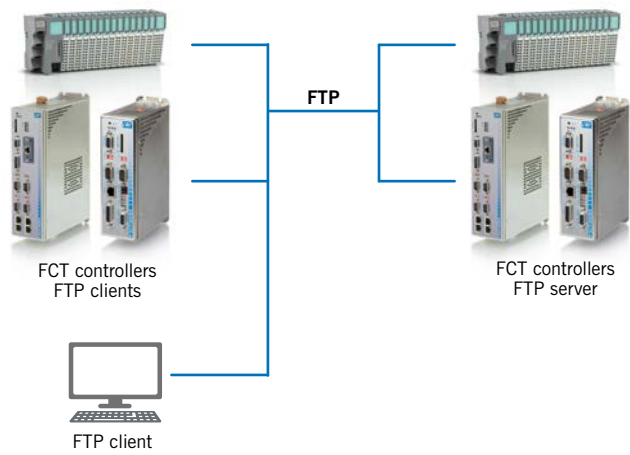 FTP
FCT controllers
FTP clients
FCT controllers
FTP server
FTP client